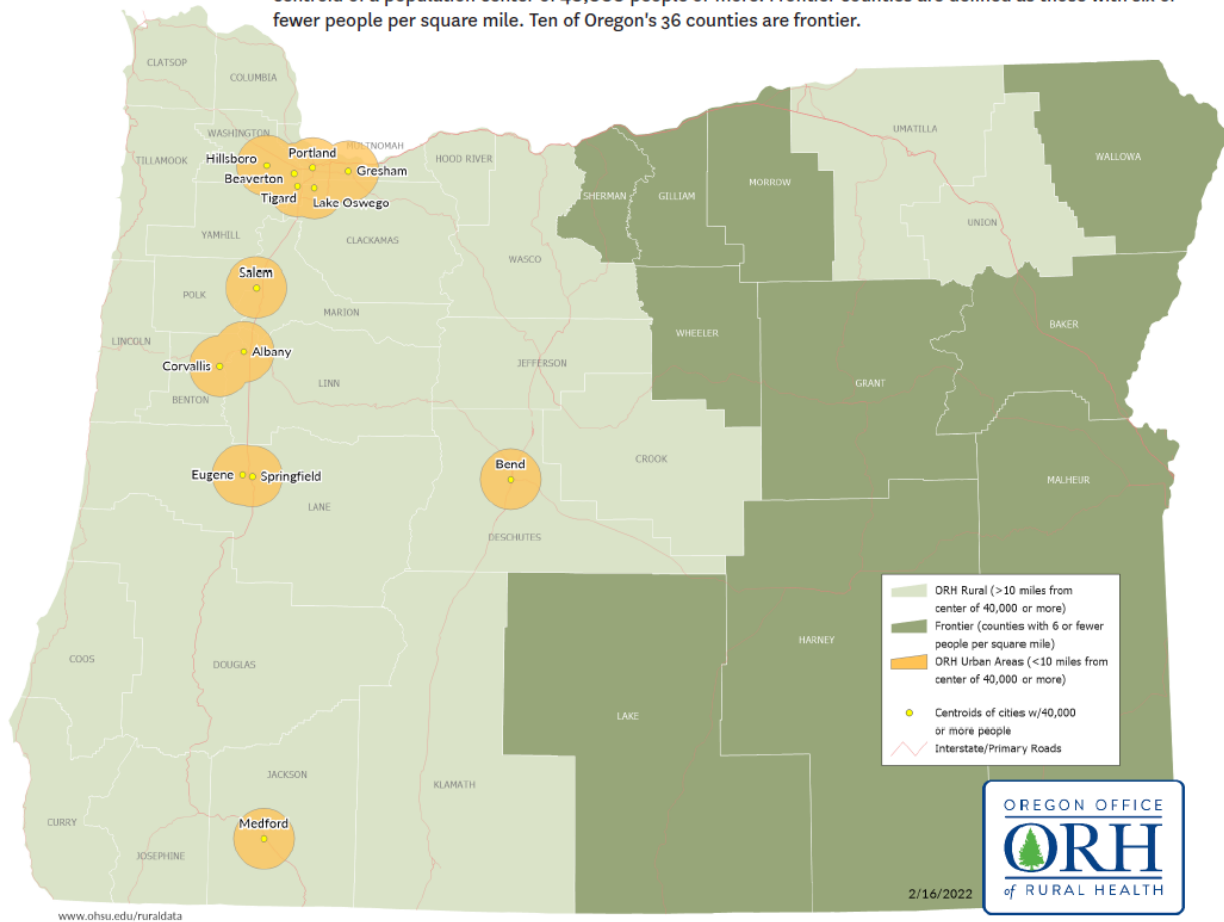 fewer people per square mile. Ten of Oregon's 36 counties are frontier.
CLATSOP
COLUMBIA
WASHINGTON
MULTNOMAH
TILLAMOOK
Hillsboro
Portland
Gresham
Beaverton
Tigard
Lake Oswego
HOOD RIVER
UMATILLA
WALLOWA
SHERMAN
GILLIAM
MORROW
UNION
YAMHILL
CLACKAMAS
WASCO
Salem
POLK
MARION
LINCOLN
WHEELER
BAKER
Albany
Corvallis
JEFFERSON
LINN
GRANT
BENTON
CROOK
Eugene
Springfield
Bend
MALHEUR
LANE
DESCHUTES
COOS
DOUGLAS
HARNEY
LAKE
JACKSON
KLAMATH
CURRY
Medford
JOSEPHINE
ORH Rural (>10 miles from
center of 40,000 or more)
Frontier (counties with 6 or fewer
people per square mile)
ORH Urban Areas (<10 miles from
center of 40,000 or more)
Centroids of cities w/40,000
or more people
Interstate/Primary Roads
OREGON OFFICE
ORH
of RURAL HEALTH
2/16/2022
www.ohsu.edu/ruraldata